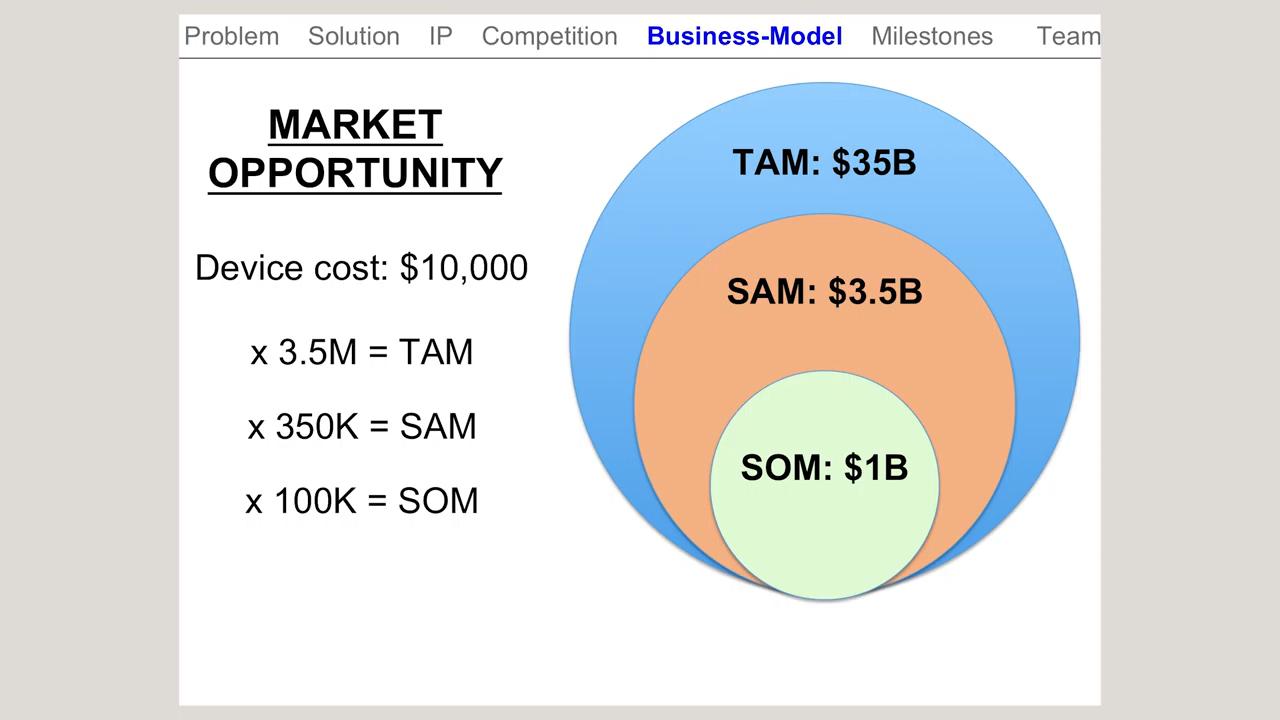 Problem Solution IP Competition Business-Model Milestones Team
MARKET
OPPORTUNITY
Device cost: $10,000
x 3.5M = TAM
x 350K = SAM
x 100K = SOM
TAM: $35B
SAM: $3.5B
SOM: $1B